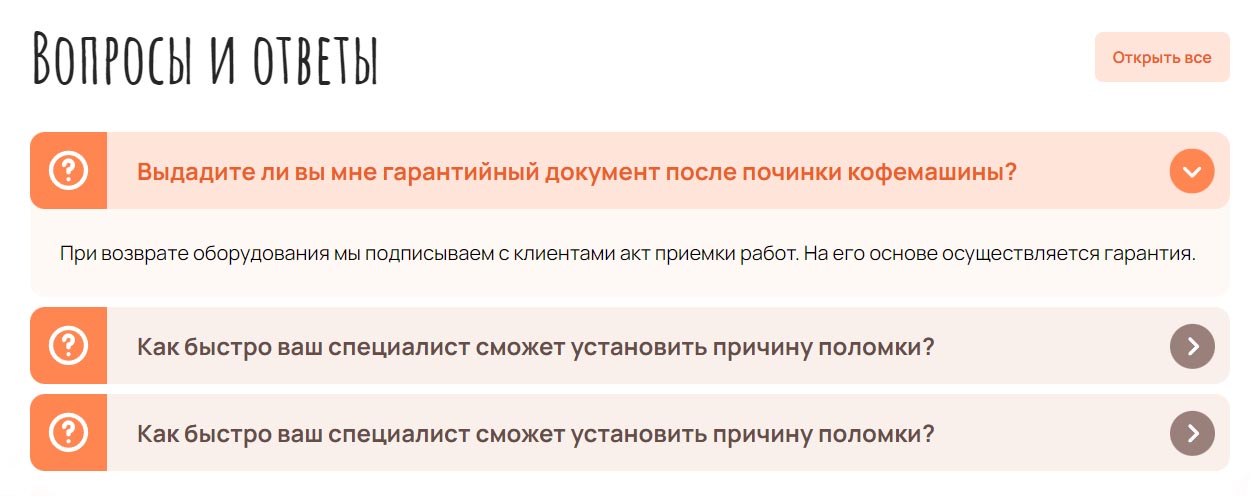 Вопросы и ответы
Открыть все
Выдадите ли вы мне гарантийный документ после починки кофемашины?
При возврате оборудования мы подписываем с клиентами акт приемки работ. На его основе осуществляется гарантия.
Как быстро ваш специалист сможет установить причину поломки?
Как быстро ваш специалист сможет установить причину поломки?